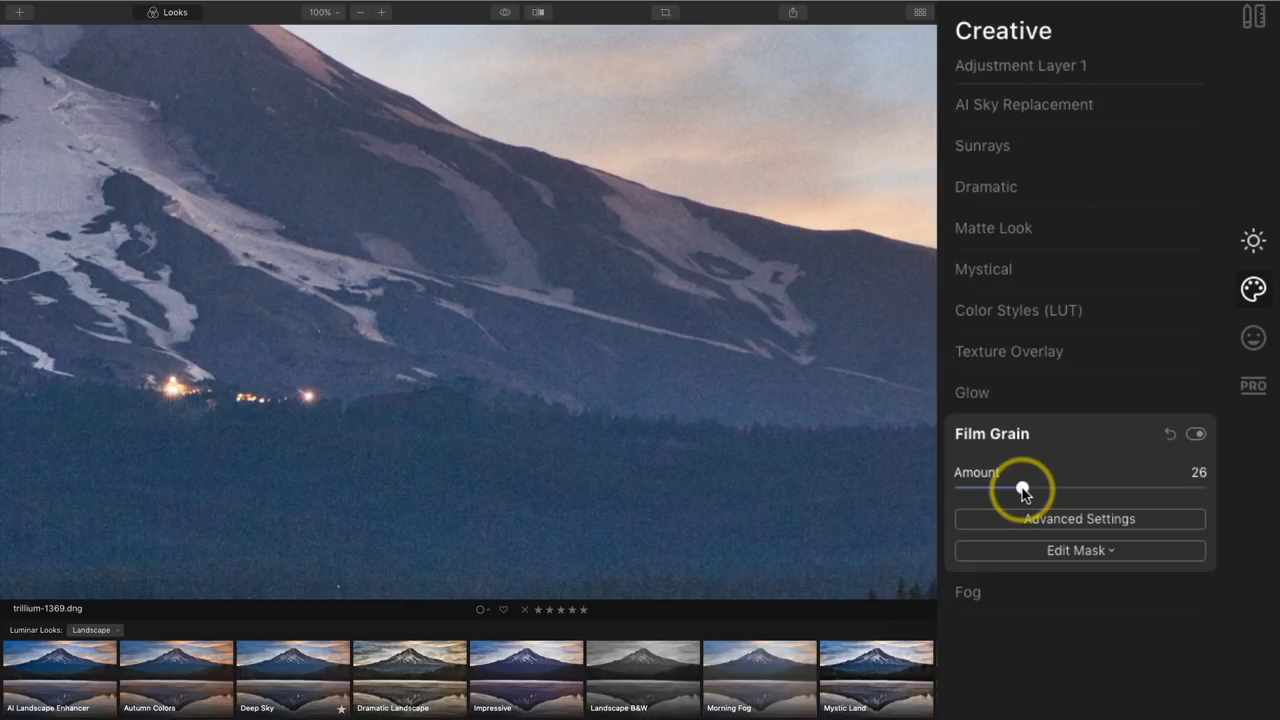 Looks
100%
Creative
Adjustment Layer 1
AI Sky Replacement
Sunrays
Dramatic
Matte Look
Mystical
Color Styles (LUT)
Texture Overlay
Glow
Film Grain
Amount 26
Advanced Settings
Edit Mask
Fog
PRO
trillium-1369.dng
Luminar Looks: Landscape
AI Landscape Enhancer
Autumn Colors
Deep Sky
Dramatic Landscape
Impressive
Landscape B&W
Morning Fog
Mystic Land